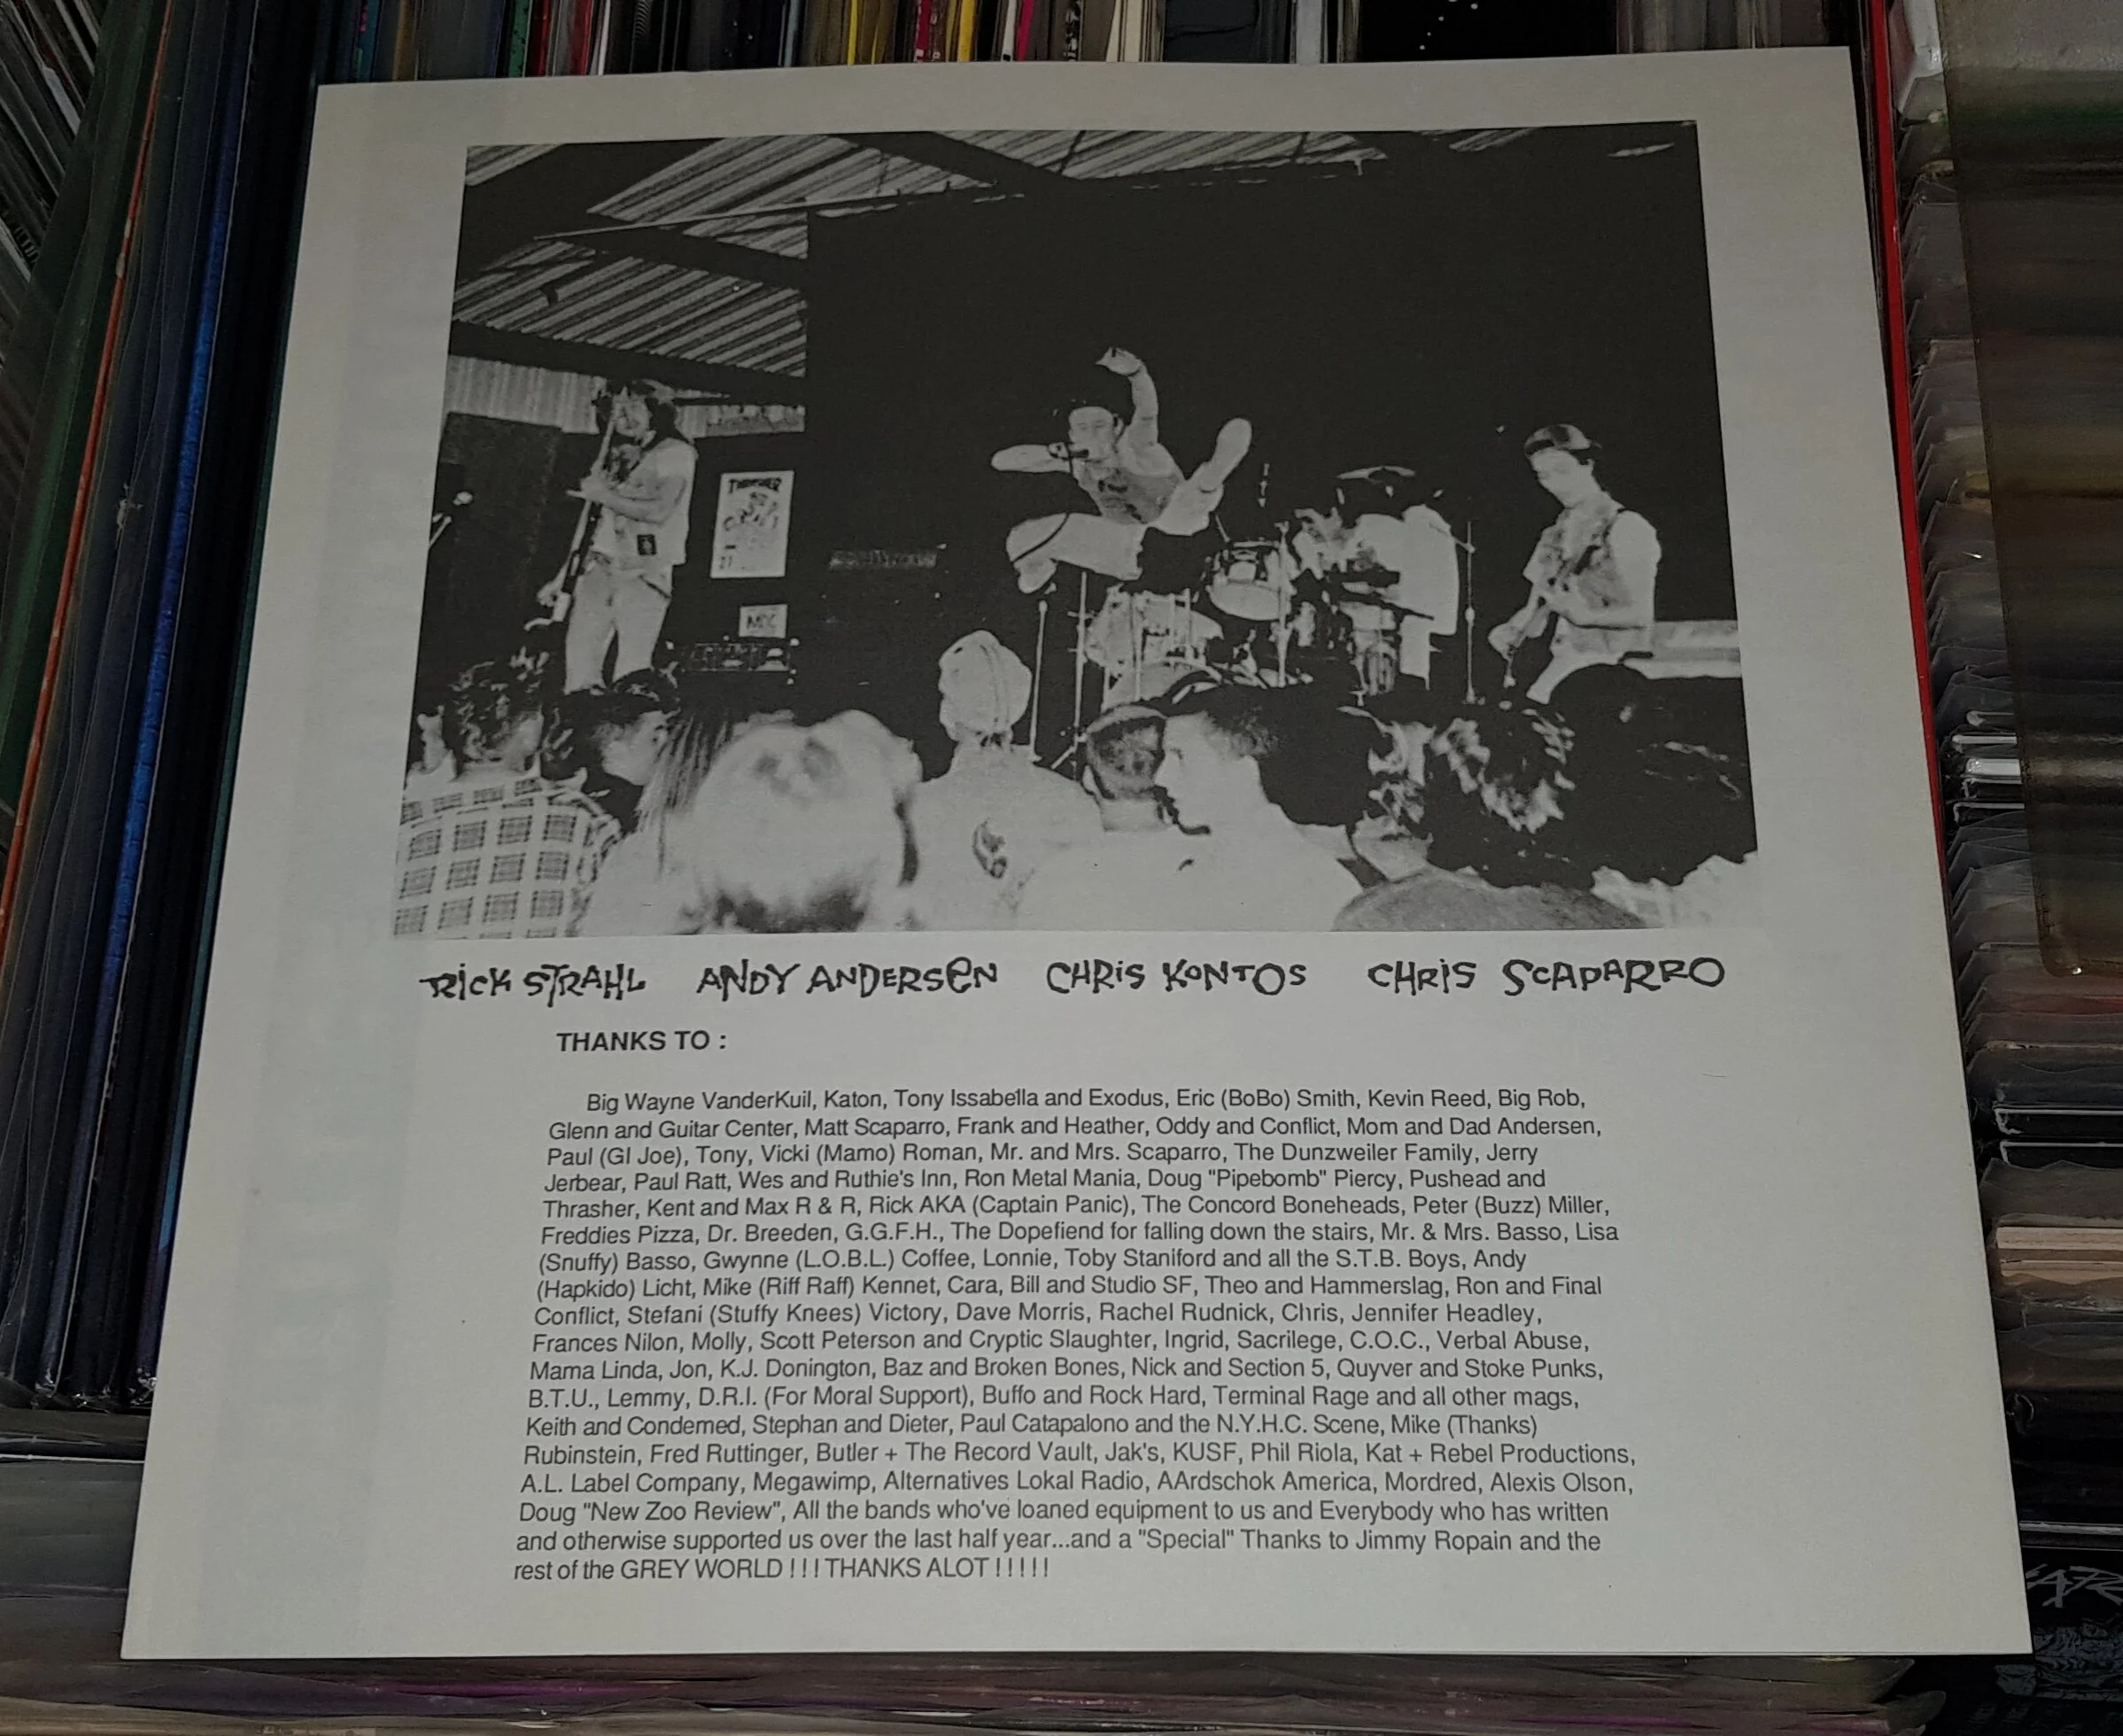 THRASHER
MDC
RICK STRAHL ANDY ANDERSEN CHRIS KONTOS CHRIS SCAPARRO
THANKS TO :
Big Wayne VanderKuil, Katon, Tony Issabella and Exodus, Eric (BoBo) Smith, Kevin Reed, Big Rob,
Glenn and Guitar Center, Matt Scaparro, Frank and Heather, Oddy and Conflict, Mom and Dad Andersen,
Paul (GI Joe), Tony, Vicki (Mamo) Roman, Mr. and Mrs. Scaparro, The Dunzweiler Family, Jerry
Jerbear, Paul Ratt, Wes and Ruthie's Inn, Ron Metal Mania, Doug "Pipebomb" Piercy, Pushead and
Thrasher, Kent and Max R & R, Rick AKA (Captain Panic), The Concord Boneheads, Peter (Buzz) Miller,
Freddies Pizza, Dr. Breeden, G.G.F.H., The Dopefiend for falling down the stairs, Mr. & Mrs. Basso, Lisa
(Snuffy) Basso, Gwynne (L.O.B.L.) Coffee, Lonnie, Toby Staniford and all the S.T.B. Boys, Andy
(Hapkido) Licht, Mike (Riff Raff) Kennet, Cara, Bill and Studio SF, Theo and Hammerslag, Ron and Final
Conflict, Stefani (Stuffy Knees) Victory, Dave Morris, Rachel Rudnick, Chris, Jennifer Headley,
Frances Nilon, Molly, Scott Peterson and Cryptic Slaughter, Ingrid, Sacrilege, C.O.C., Verbal Abuse,
Mama Linda, Jon, K.J. Donington, Baz and Broken Bones, Nick and Section 5, Quyver and Stoke Punks,
B.T.U., Lemmy, D.R.I. (For Moral Support), Buffo and Rock Hard, Terminal Rage and all other mags,
Keith and Condemed, Stephan and Dieter, Paul Catapalono and the N.Y.H.C. Scene, Mike (Thanks)
Rubinstein, Fred Ruttinger, Butler + The Record Vault, Jak's, KUSF, Phil Riola, Kat + Rebel Productions,
A.L. Label Company, Megawimp, Alternatives Lokal Radio, AArdschok America, Mordred, Alexis Olson,
Doug "New Zoo Review", All the bands who've loaned equipment to us and Everybody who has written
and otherwise supported us over the last half year...and a "Special" Thanks to Jimmy Ropain and the
rest of the GREY WORLD ! ! ! THANKS ALOT ! ! ! ! !